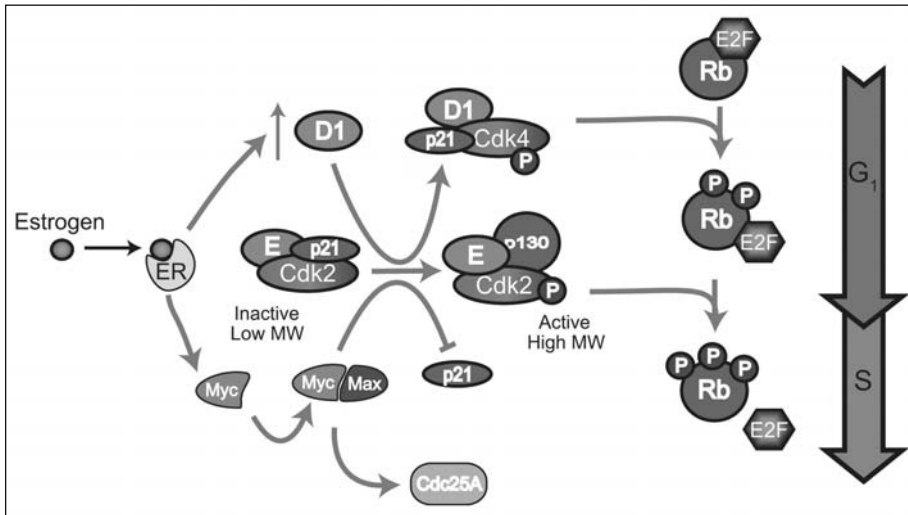 E2F
Rb
D1
D1
p21
Cdk4
P
G1
P
P
Rb
E2F
Estrogen
ER
E
p21
Cdk2
E
p130
Cdk2
P
Inactive
Low MW
Active
High MW
Myc
Myc
Max
p21
P
P
P
Rb
E2F
S
Cdc25A